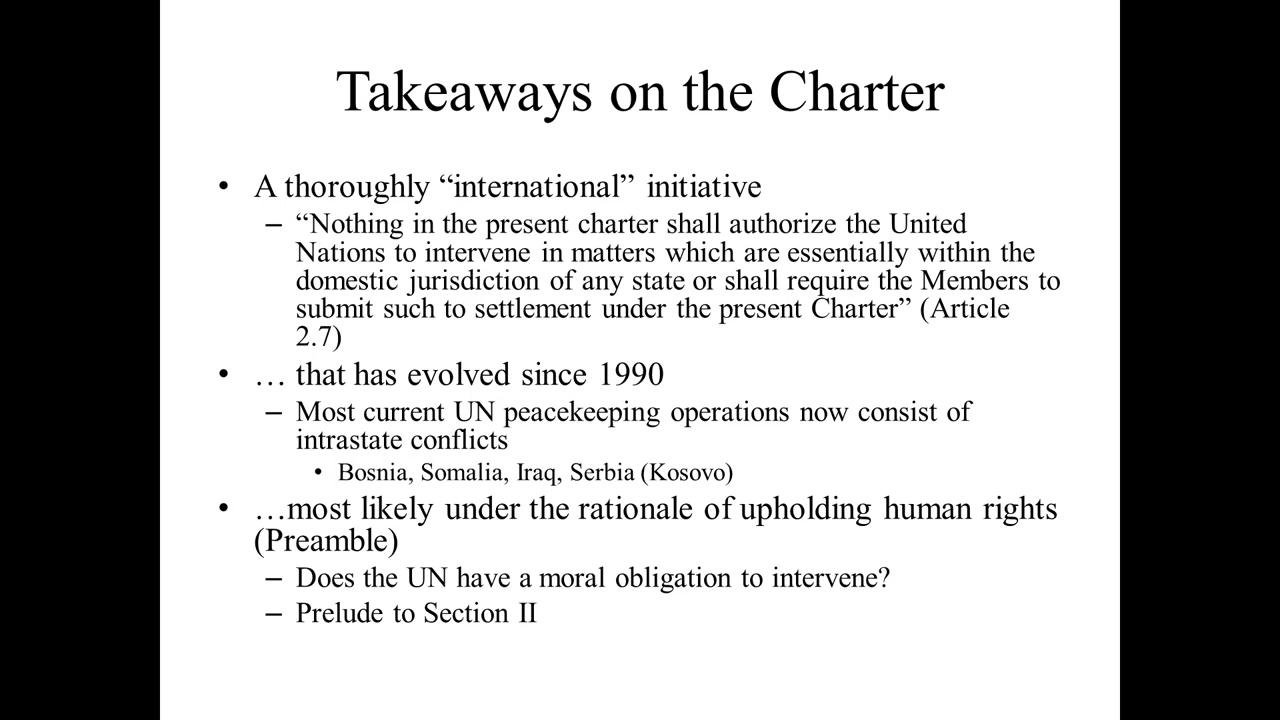 Takeaways on the Charter
• A thoroughly “international” initiative
– “Nothing in the present charter shall authorize the United
Nations to intervene in matters which are essentially within the
domestic jurisdiction of any state or shall require the Members to
submit such to settlement under the present Charter” (Article
2.7)
• … that has evolved since 1990
– Most current UN peacekeeping operations now consist of
intrastate conflicts
• Bosnia, Somalia, Iraq, Serbia (Kosovo)
• …most likely under the rationale of upholding human rights
(Preamble)
– Does the UN have a moral obligation to intervene?
– Prelude to Section II